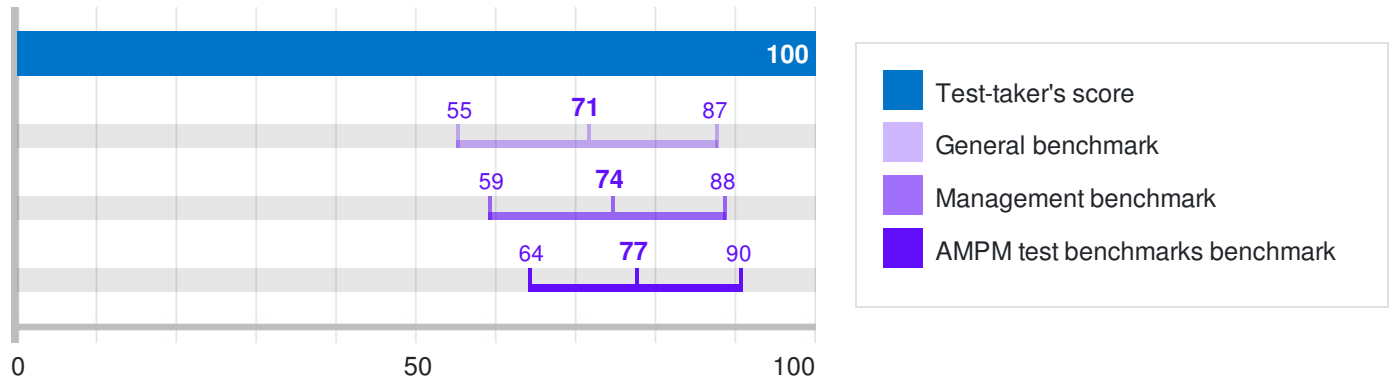 100
55 71 87
59 74 88
64 77 90
0 50 100
Test-taker's score
General benchmark
Management benchmark
AMPM test benchmarks benchmark